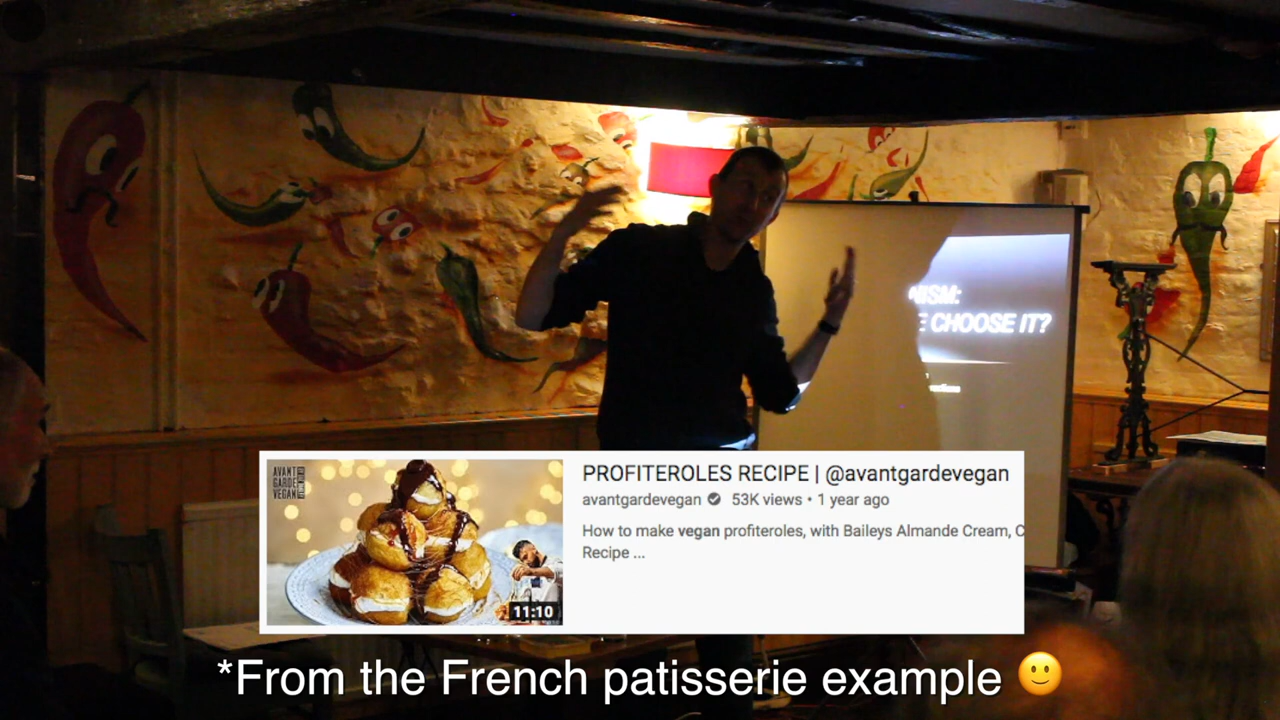 NISM:
E CHOOSE IT?
AVANT
GARDE
VEGAN
11:10
PROFITEROLES RECIPE | @avantgardevegan
avantgardevegan 53K views • 1 year ago
How to make vegan profiteroles, with Baileys Almande Cream, C
Recipe ...
*From the French patisserie example 🙂